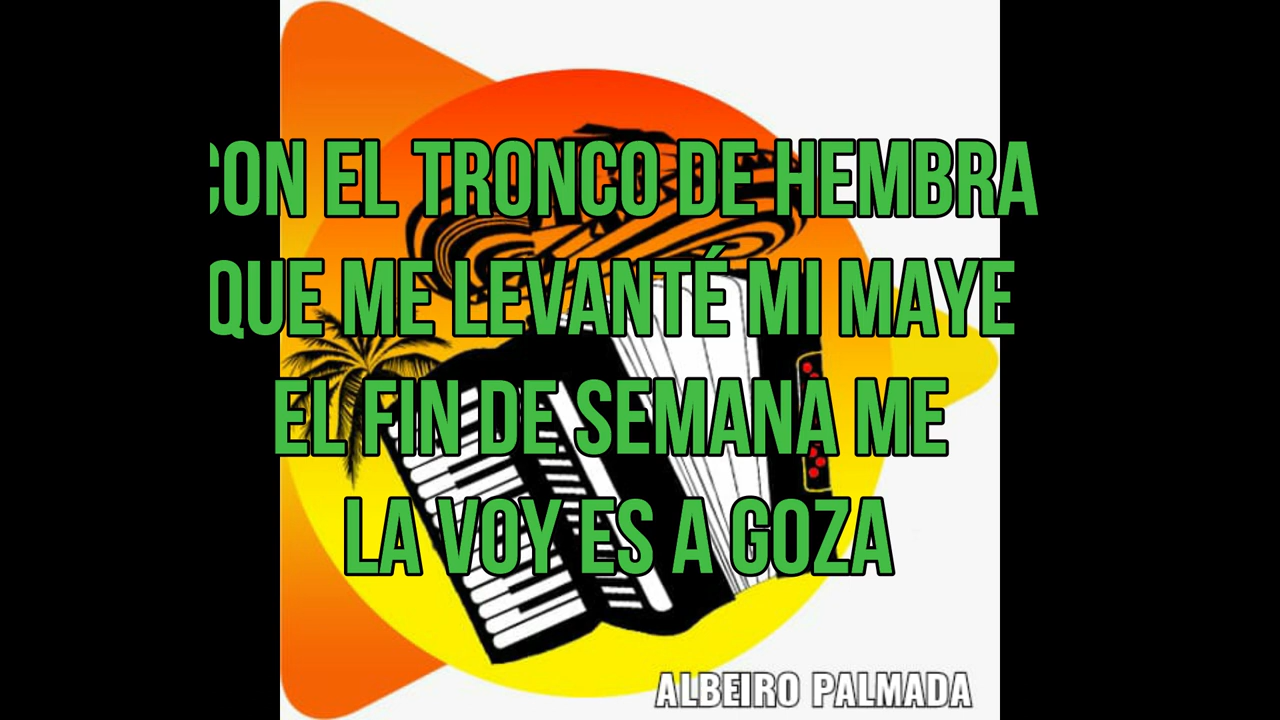 CON EL TRONCO DE HEMBRA
QUE ME LEVANTÉ MI MAYE
EL FIN DE SEMANA ME
LA VOY ES A GOZA
ALBEIRO PALMADA